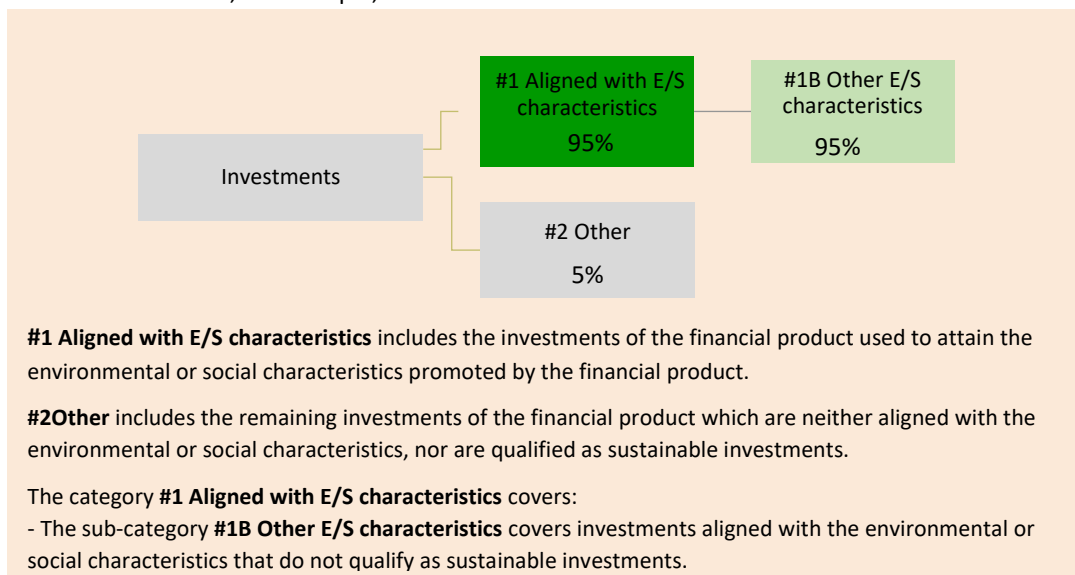 #1 Aligned with E/S
characteristics
95%
#1B Other E/S
characteristics
95%
Investments
#2 Other
5%
#1 Aligned with E/S characteristics includes the investments of the financial product used to attain the
environmental or social characteristics promoted by the financial product.
#2Other includes the remaining investments of the financial product which are neither aligned with the
environmental or social characteristics, nor are qualified as sustainable investments.
The category #1 Aligned with E/S characteristics covers:
- The sub-category #1B Other E/S characteristics covers investments aligned with the environmental or
social characteristics that do not qualify as sustainable investments.